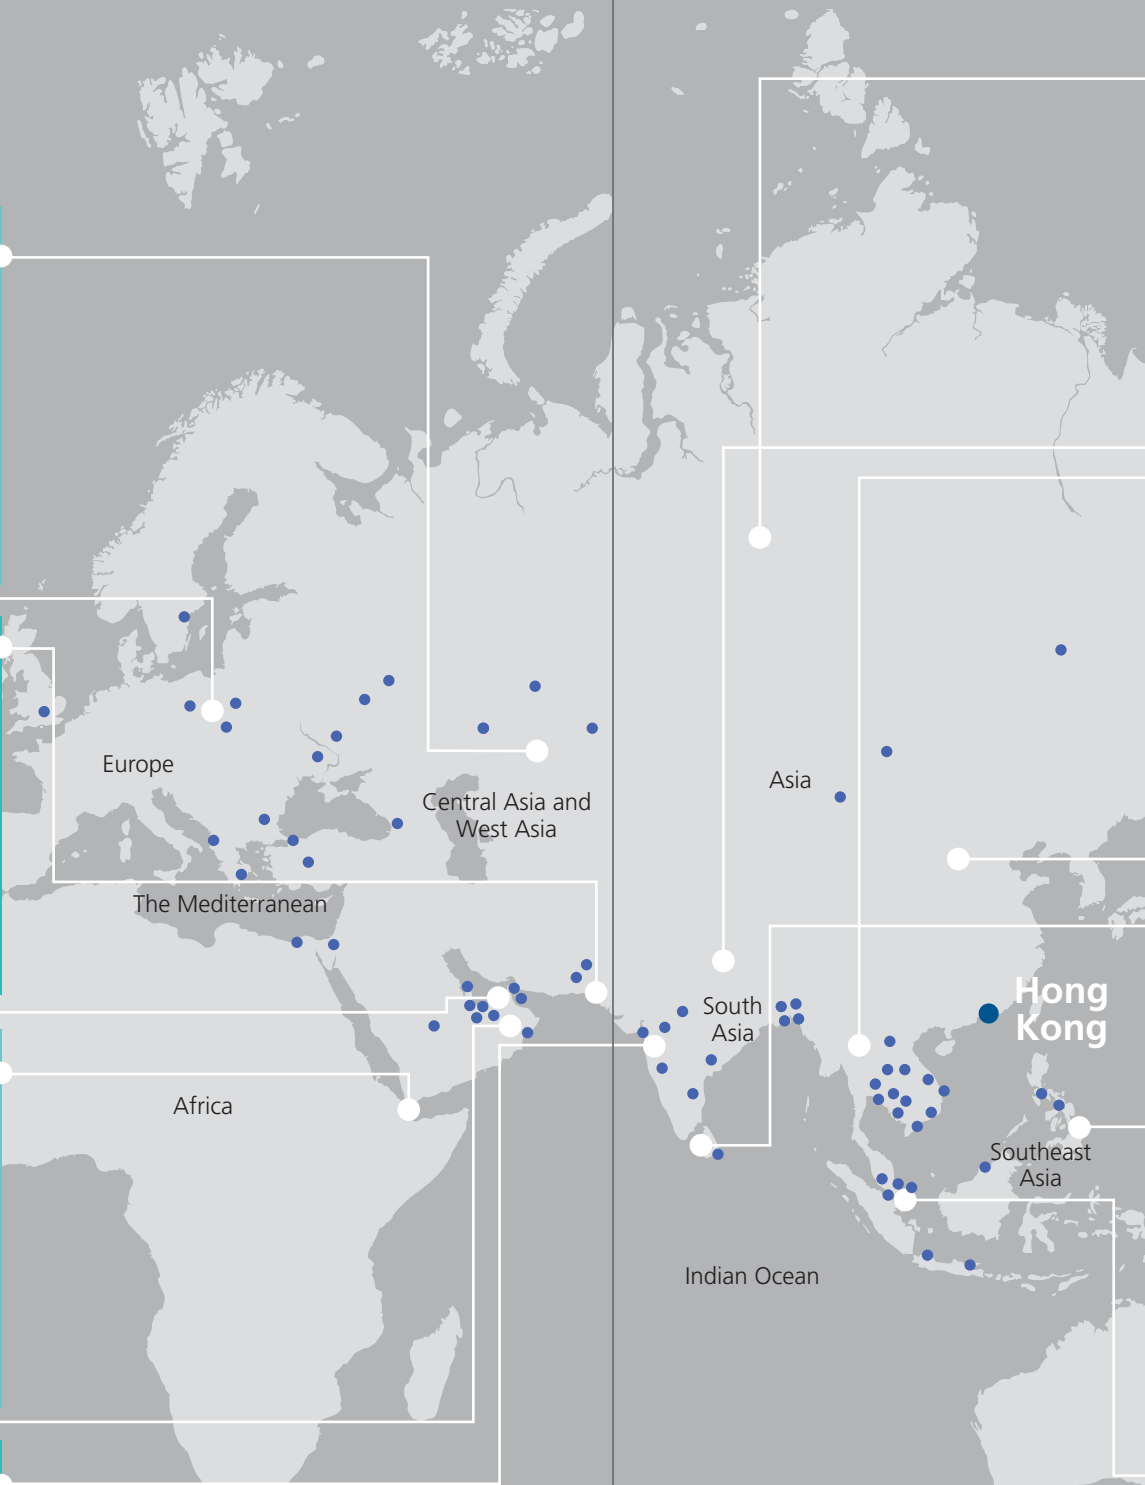 Europe
Central Asia and
West Asia
Asia
The Mediterranean
South
Asia
Hong
Kong
Africa
Southeast
Asia
Indian Ocean